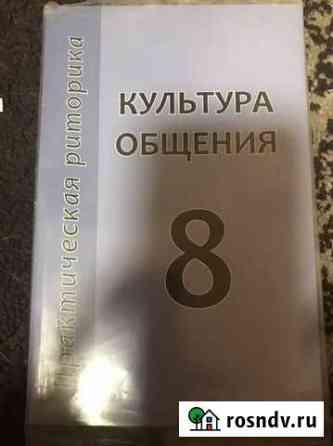 Практическая риторика
КУЛЬТУРА
ОБЩЕНИЯ
8
rosndv.ru